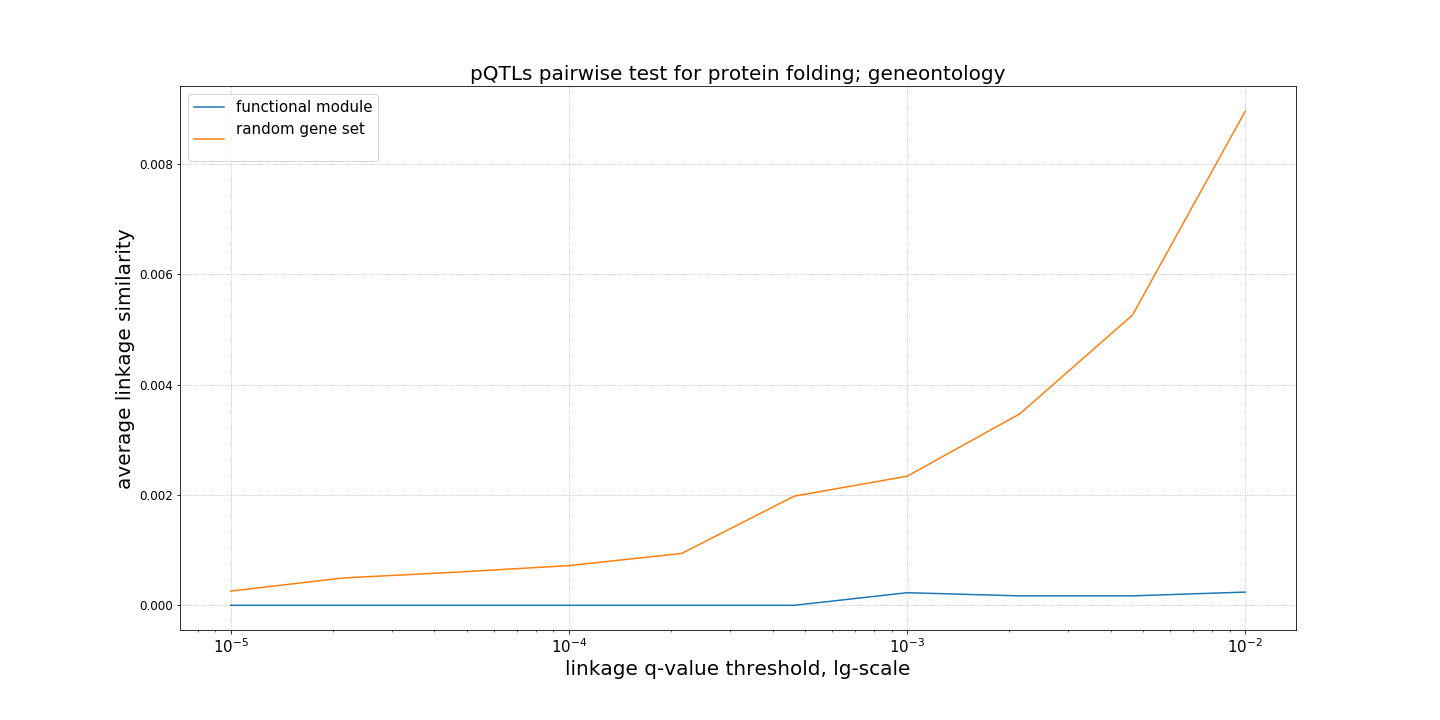 pQTLs pairwise test for protein folding; geneontology
functional module
random gene set
0.008
0.006
0.004
0.002
0.000
average linkage similarity
10^-5
10^-4
10^-3
10^-2
linkage q-value threshold, lg-scale